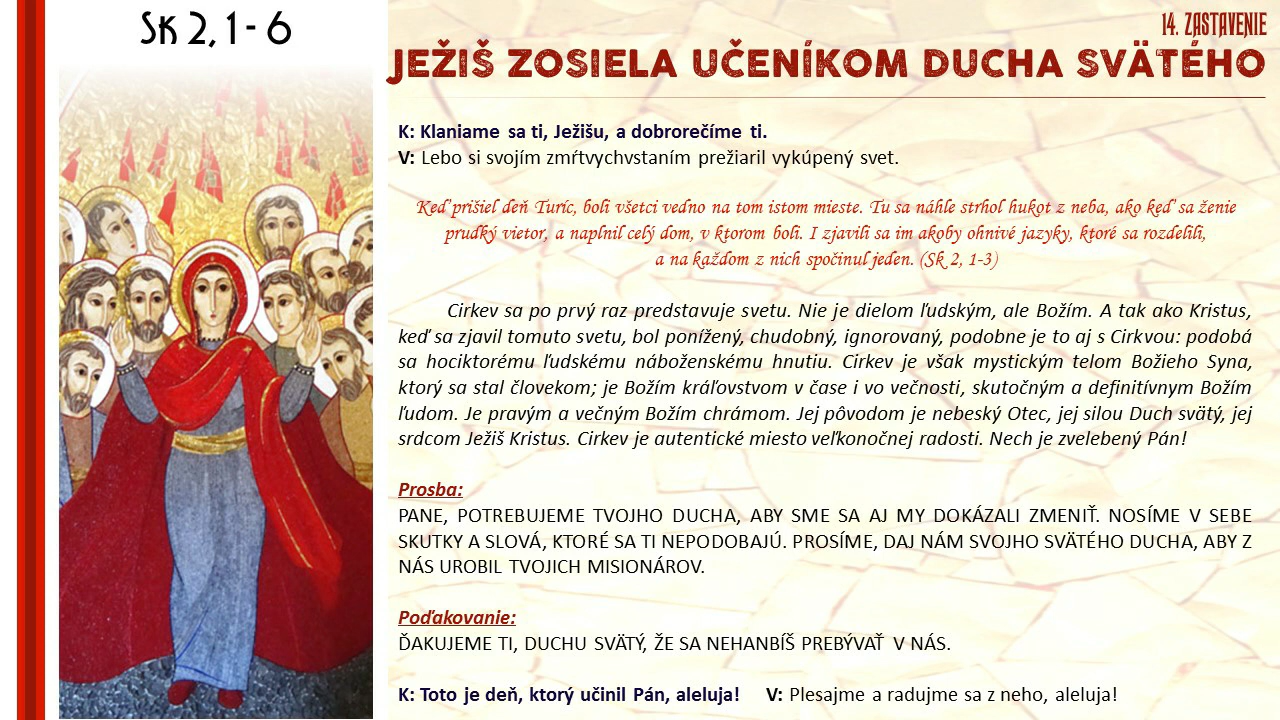 Sk 2, 1 - 6
14. ZASTAVENIE
JEŽIŠ ZOSIELA UČENÍKOM DUCHA SVÄTÉHO
K: Klaniame sa ti, Ježišu, a dobrorečíme ti.
V: Lebo si svojím zmŕtvychvstaním prežiaril vykúpený svet.
Keď prišiel deň Turíc, boli všetci vedno na tom istom mieste. Tu sa náhle strhol hukot z neba, ako keď sa ženie
prudký vietor, a naplnil celý dom, v ktorom boli. I zjavili sa im akoby ohnivé jazyky, ktoré sa rozdelili,
a na každom z nich spočinul jeden. (Sk 2, 1-3)
Cirkev sa po prvý raz predstavuje svetu. Nie je dielom ľudským, ale Božím. A tak ako Kristus,
keď sa zjavil tomuto svetu, bol ponížený, chudobný, ignorovaný, podobne je to aj s Cirkvou: podobá
sa hociktorému ľudskému náboženskému hnutiu. Cirkev je však mystickým telom Božieho Syna,
ktorý sa stal človekom; je Božím kráľovstvom v čase i vo večnosti, skutočným a definitívnym Božím
ľudom. Je pravým a večným Božím chrámom. Jej pôvodom je nebeský Otec, jej silou Duch svätý, jej
srdcom Ježiš Kristus. Cirkev je autentické miesto veľkonočnej radosti. Nech je zvelebený Pán!
Prosba:
PANE, POTREBUJEME TVOJHO DUCHA, ABY SME SA AJ MY DOKÁZALI ZMENIŤ. NOSÍME V SEBE
SKUTKY A SLOVÁ, KTORÉ SA TI NEPODOBAJÚ. PROSÍME, DAJ NÁM SVOJHO SVÄTÉHO DUCHA, ABY Z
NÁS UROBIL TVOJICH MISIONÁROV.
Poďakovanie:
ĎAKUJEME TI, DUCHU SVÄTÝ, ŽE SA NEHANBÍŠ PREBÝVAŤ V NÁS.
K: Toto je deň, ktorý učinil Pán, aleluja! V: Plesajme a radujme sa z neho, aleluja!